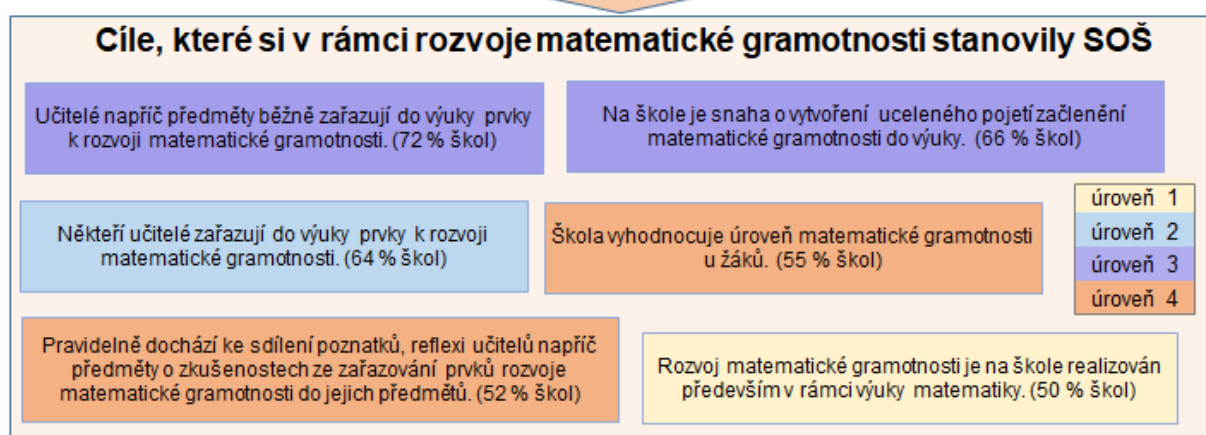 Cíle, které si v rámci rozvoje matematické gramotnosti stanovily SOŠ
Učitelé napříč předměty běžně zařazují do výuky prvky
k rozvoji matematické gramotnosti. (72 % škol)
Na škole je snaha o vytvoření uceleného pojetí začlenění
matematické gramotnosti do výuky. (66 % škol)
Někteří učitelé zařazují do výuky prvky k rozvoji
matematické gramotnosti. (64 % škol)
Škola vyhodnocuje úroveň matematické gramotnosti
u žáků. (55 % škol)
úroveň 1
úroveň 2
úroveň 3
úroveň 4
Pravidelně dochází ke sdílení poznatků, reflexi učitelů napříč
předměty o zkušenostech ze zařazování prvků rozvoje
matematické gramotnosti do jejich předmětů. (52 % škol)
Rozvoj matematické gramotnosti je na škole realizován
především v rámci výuky matematiky. (50 % škol)